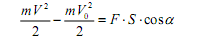 mV²/2 − mV₀²/2 = F · S · cosα